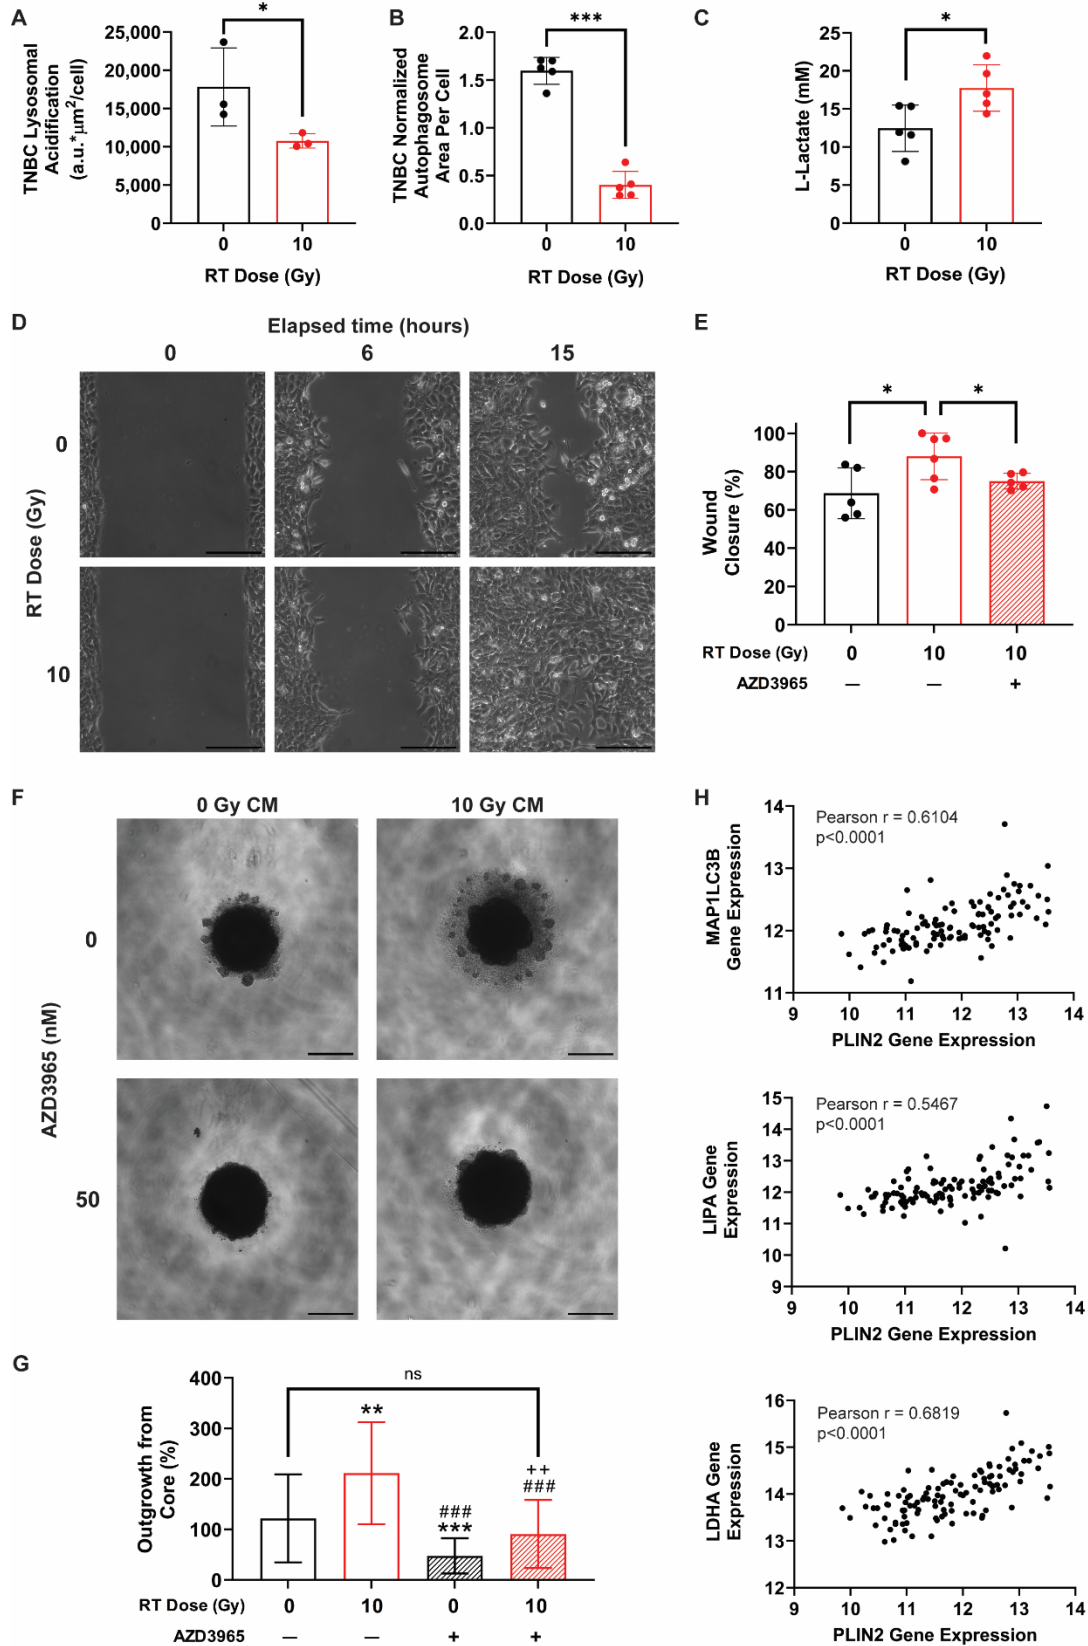 A
TNBC Lysosomal
Acidification
(a.u.*μm²/cell)
25,000
20,000
15,000
10,000
5,000
0
*
0
10
RT Dose (Gy)
B
TNBC Normalized
Autophagosome
Area Per Cell
2.0
1.5
1.0
0.5
0.0
***
0
10
RT Dose (Gy)
C
L-Lactate (mM)
25
20
15
10
5
0
*
0
10
RT Dose (Gy)
D
Elapsed time (hours)
0
6
15
RT Dose (Gy)
0
10
E
Wound
Closure (%)
100
80
60
40
20
0
*
*
RT Dose (Gy) 0 10 10
AZD3965 — — +
F
0 Gy CM
10 Gy CM
AZD3965 (nM)
0
50
G
Outgrowth from
Core (%)
400
300
200
100
0
ns
**
###
***
++
###
RT Dose (Gy) 0 10 0 10
AZD3965 — — + +
H
MAP1LC3B
Gene Expression
14
13
12
11
Pearson r = 0.6104
p<0.0001
9 10 11 12 13 14
PLIN2 Gene Expression
LIPA Gene
Expression
15
14
13
12
11
10
9
Pearson r = 0.5467
p<0.0001
9 10 11 12 13 14
PLIN2 Gene Expression
LDHA Gene
Expression
16
15
14
13
12
Pearson r = 0.6819
p<0.0001
9 10 11 12 13 14
PLIN2 Gene Expression